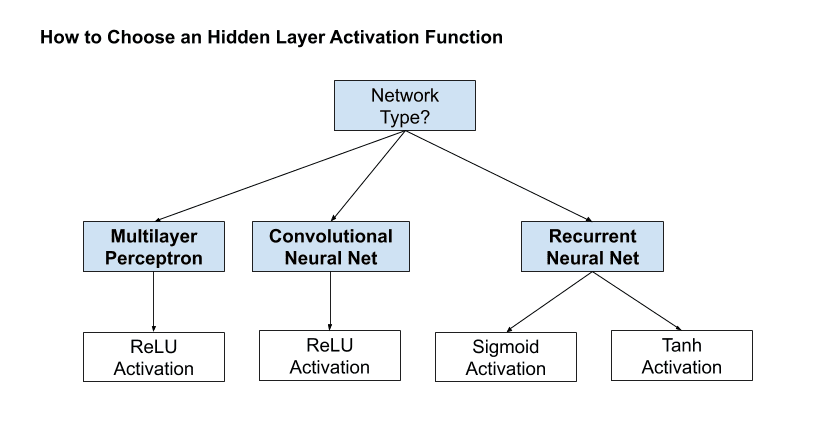 How to Choose an Hidden Layer Activation Function
Network
Type?
Multilayer
Perceptron
Convolutional
Neural Net
Recurrent
Neural Net
ReLU
Activation
ReLU
Activation
Sigmoid
Activation
Tanh
Activation